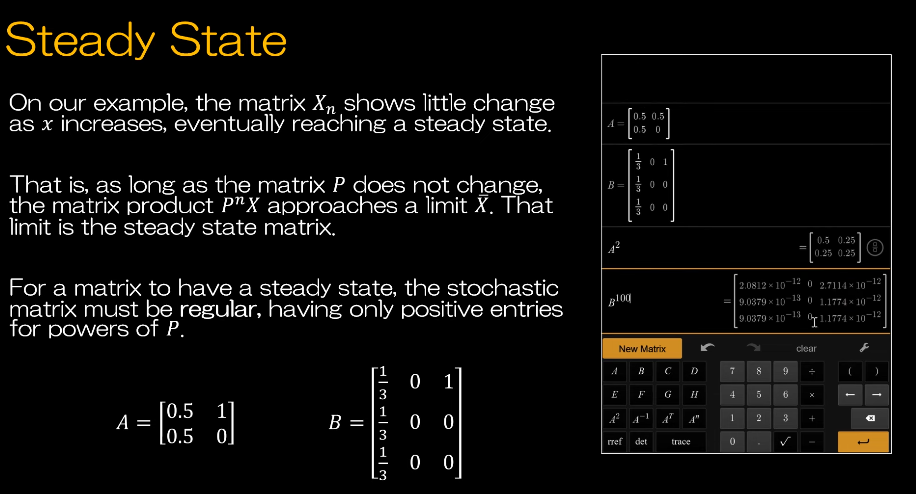 Steady State
On our example, the matrix Xₙ shows little change
as x increases, eventually reaching a steady state.
That is, as long as the matrix P does not change,
the matrix product PⁿX approaches a limit X̄. That
limit is the steady state matrix.
For a matrix to have a steady state, the stochastic
matrix must be regular, having only positive entries
for powers of P.
A = [0.5 1
0.5 0]
B = [1/3 0 1
1/3 0 0
1/3 0 0]
A = [0.5 0.5
0.5 0]
B = [1/3 0 1
1/3 0 0
1/3 0 0]
A² = [0.5 0.25
0.25 0.25]
B¹⁰⁰ = [2.0812 × 10⁻¹² 0 2.7114 × 10⁻¹²
9.0379 × 10⁻¹³ 0 1.1774 × 10⁻¹²
9.0379 × 10⁻¹³ 0 1.1774 × 10⁻¹²]
New Matrix clear
A B C D 7 8 9 ÷ ( )
E F G H 4 5 6 × ← →
A² A⁻¹ Aᵀ Aⁿ 1 2 3 +
rref det trace 0 . √ −